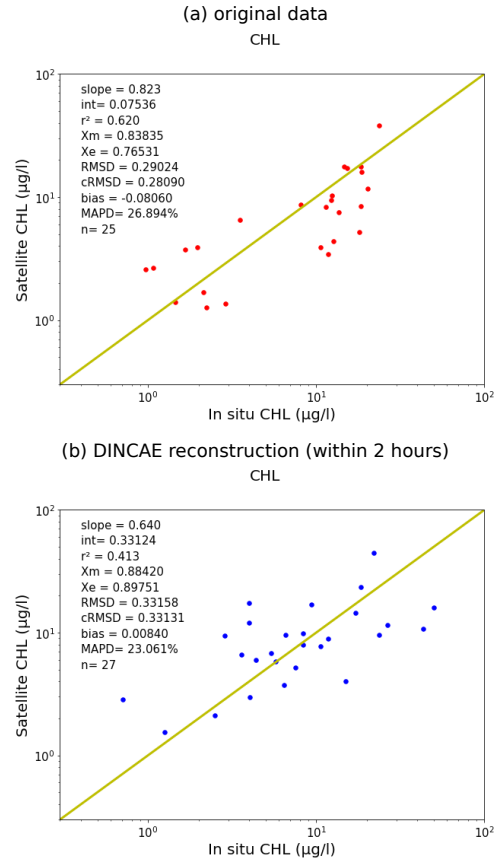 (a) original data
CHL
10²
10¹
10⁰
Satellite CHL (µg/l)
slope = 0.823
int= 0.07536
r² = 0.620
Xm = 0.83835
Xe = 0.76531
RMSD = 0.29024
cRMSD = 0.28090
bias = -0.08060
MAPD= 26.894%
n= 25
10⁰
10¹
10²
In situ CHL (µg/l)
(b) DINCAE reconstruction (within 2 hours)
CHL
10²
10¹
10⁰
Satellite CHL (µg/l)
slope = 0.640
int= 0.33124
r² = 0.413
Xm = 0.88420
Xe = 0.89751
RMSD = 0.33158
cRMSD = 0.33131
bias = 0.00840
MAPD= 23.061%
n= 27
10⁰
10¹
10²
In situ CHL (µg/l)